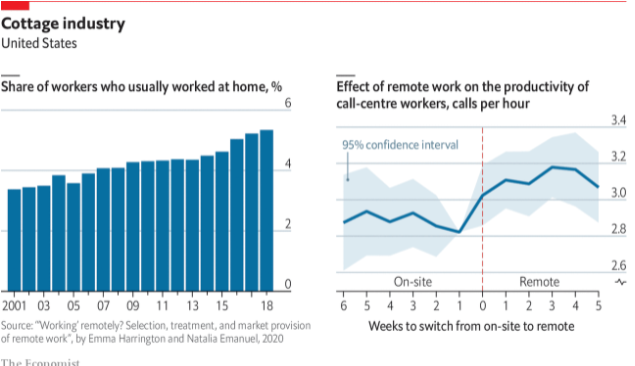 Cottage industry
United States
Share of workers who usually worked at home, %
6
4
2
0
2001 03 05 07 09 11 13 15 18
Effect of remote work on the productivity of
call-centre workers, calls per hour
3.4
95% confidence interval
3.2
3.0
2.8
2.6
On-site Remote
6 5 4 3 2 1 0 1 2 3 4 5
Weeks to switch from on-site to remote
Source: “‘Working’ remotely? Selection, treatment, and market provision
of remote work”, by Emma Harrington and Natalia Emanuel, 2020
The Economist